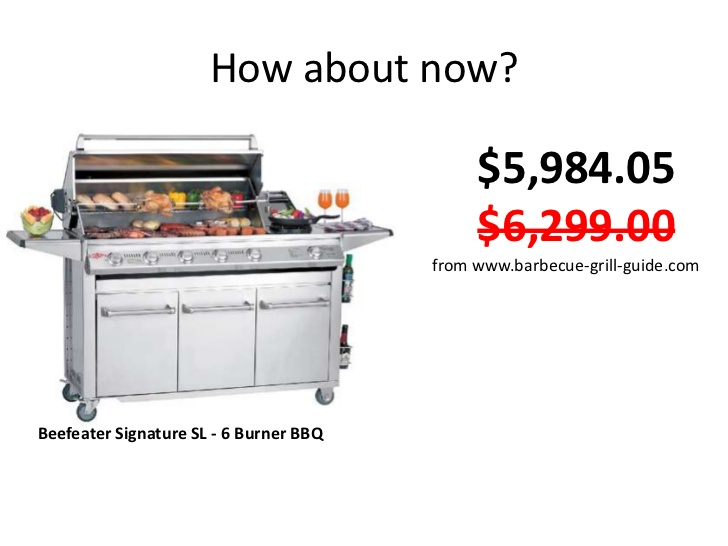 How about now?
$5,984.05
$6,299.00
from www.barbecue-grill-guide.com
Beefeater Signature SL - 6 Burner BBQ